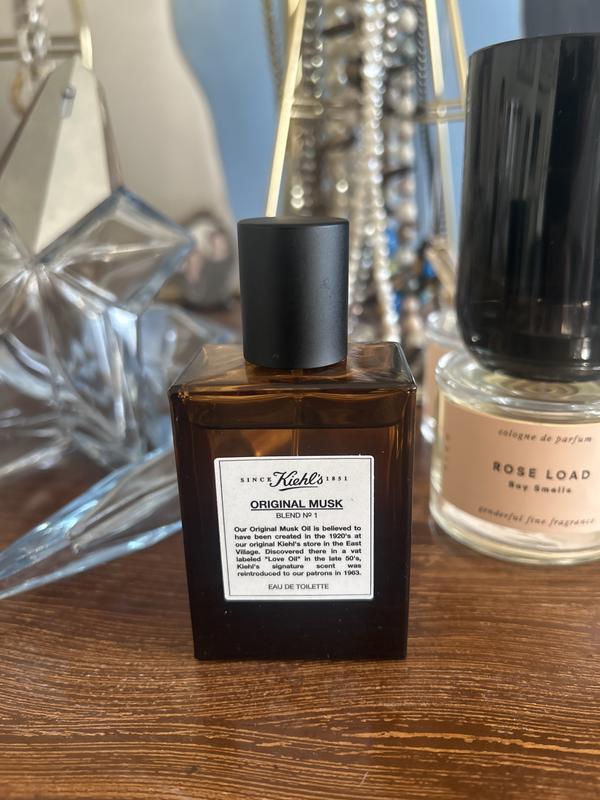 SINCE Kiehl's 1851
ORIGINAL MUSK
BLEND Nº 1
Our Original Musk Oil is believed to
have been created in the 1920's at
our original Kiehl's store in the East
Village. Discovered there in a vat
labeled "Love Oil" in the late 50's,
Kiehl's signature scent was
reintroduced to our patrons in 1963.
EAU DE TOILETTE
cologne de parfum
ROSE LOAD
Boy Smells
genderful fine fragrance